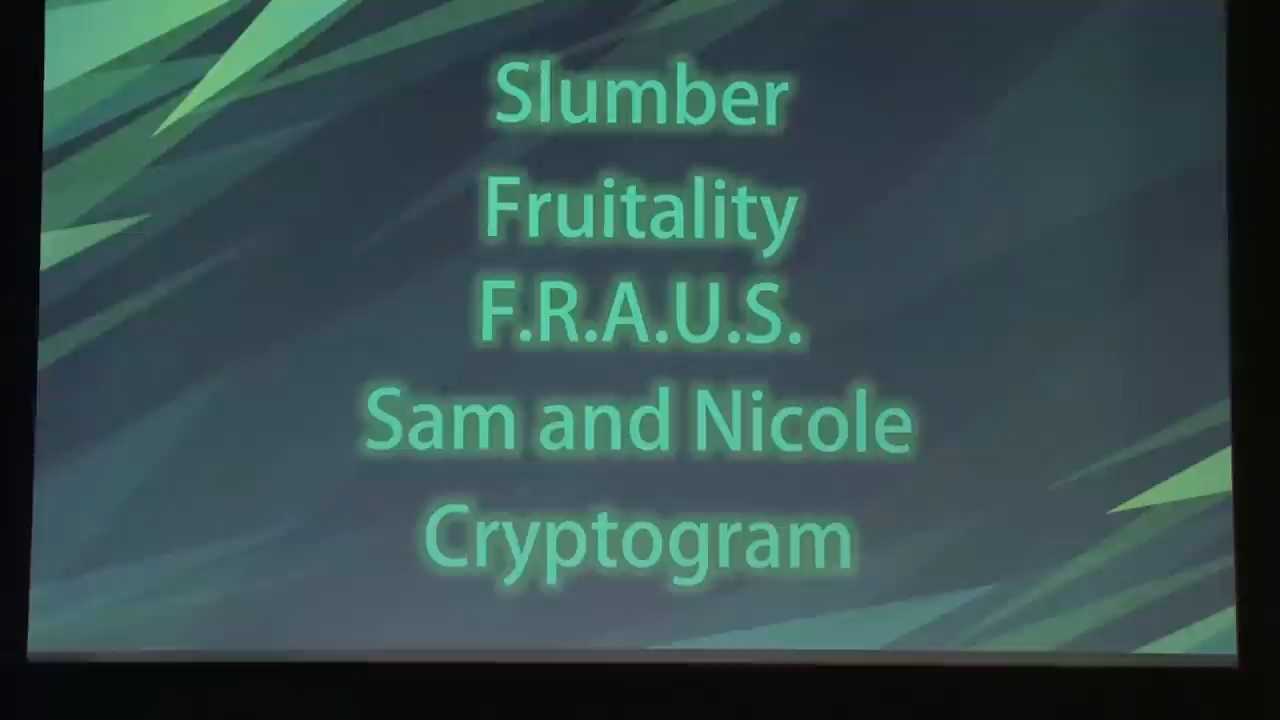 Slumber
Fruitality
F.R.A.U.S.
Sam and Nicole
Cryptogram